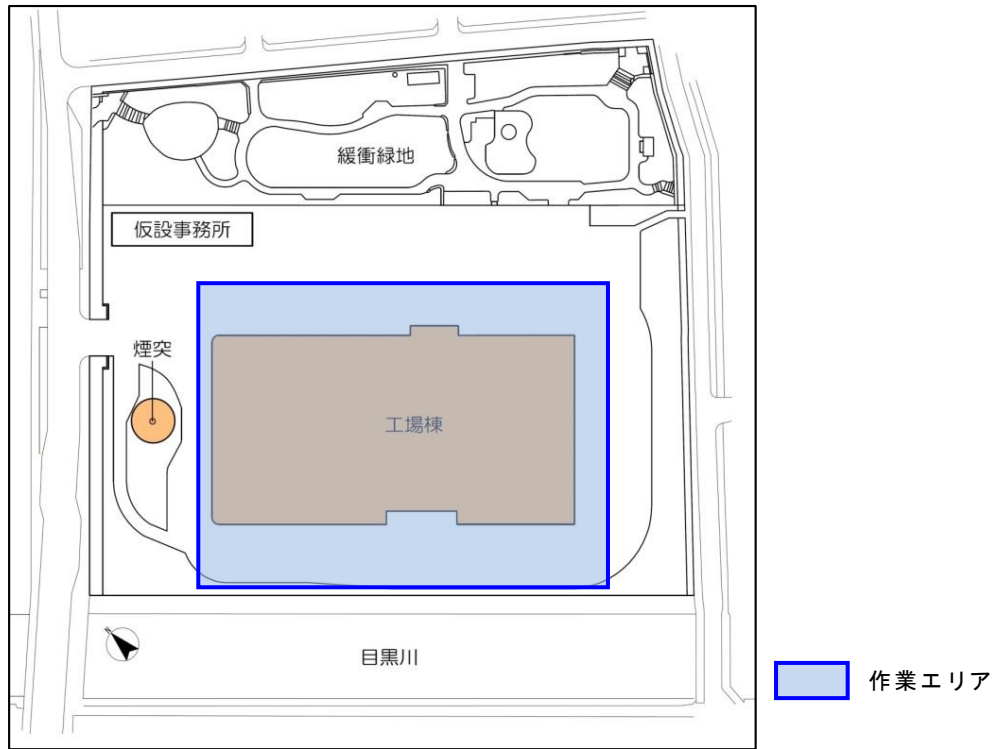 緩衝緑地
仮設事務所
煙突
工場棟
目黒川
作業エリア